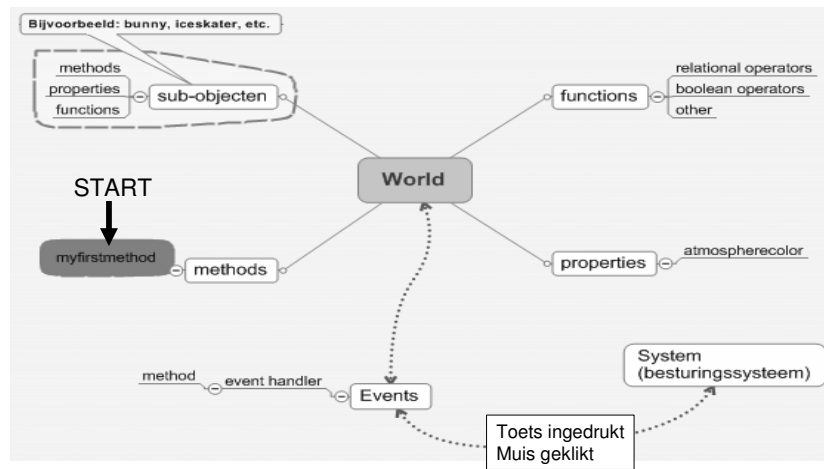 Bijvoorbeeld: bunny, iceskater, etc.
methods
properties
functions
sub-objecten
functions
relational operators
boolean operators
other
World
START
myfirstmethod
methods
properties
atmospherecolor
method
event handler
Events
System
(besturingssysteem)
Toets ingedrukt
Muis geklikt